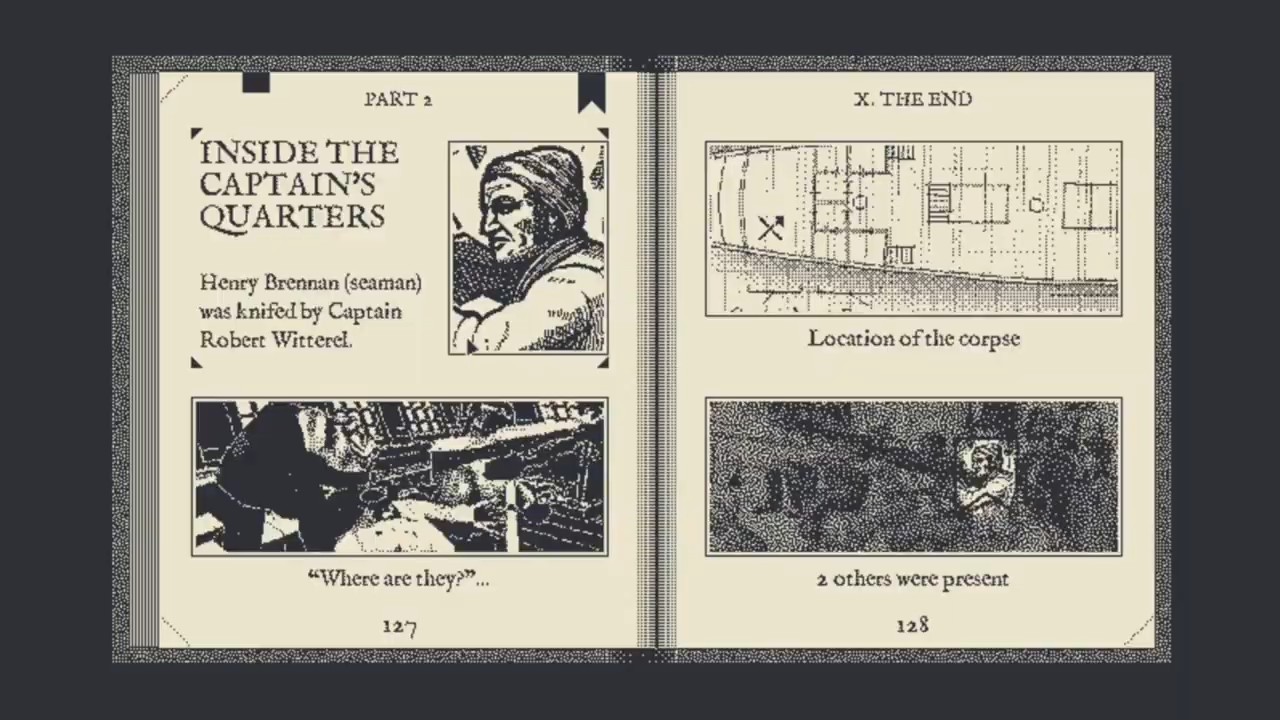 PART 2
INSIDE THE
CAPTAIN'S
QUARTERS
Henry Brennan (seaman)
was knifed by Captain
Robert Witterel.
"Where are they?"...
127
X. THE END
Location of the corpse
2 others were present
128